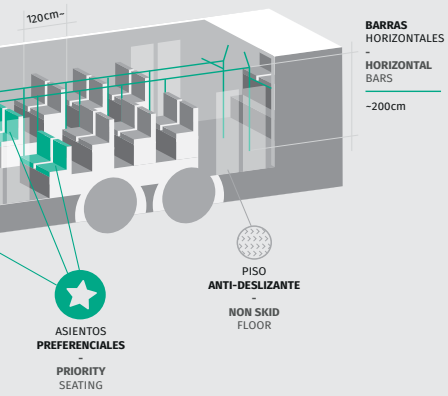 120cm–
BARRAS
HORIZONTALES
-
HORIZONTAL
BARS
–200cm
PISO
ANTI-DESLIZANTE
-
NON SKID
FLOOR
ASIENTOS
PREFERENCIALES
-
PRIORITY
SEATING